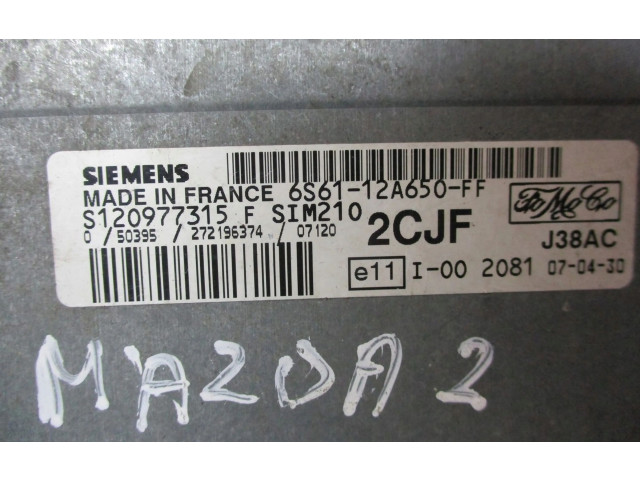 SIEMENS
MADE IN FRANCE 6S61-12A650-FF
S120977315 F SIM210
0 / 50395 / 272196374 / 07120
2CJF
FoMoCo
J38AC
e11 I-00 2081 07-04-30
MAZDA 2